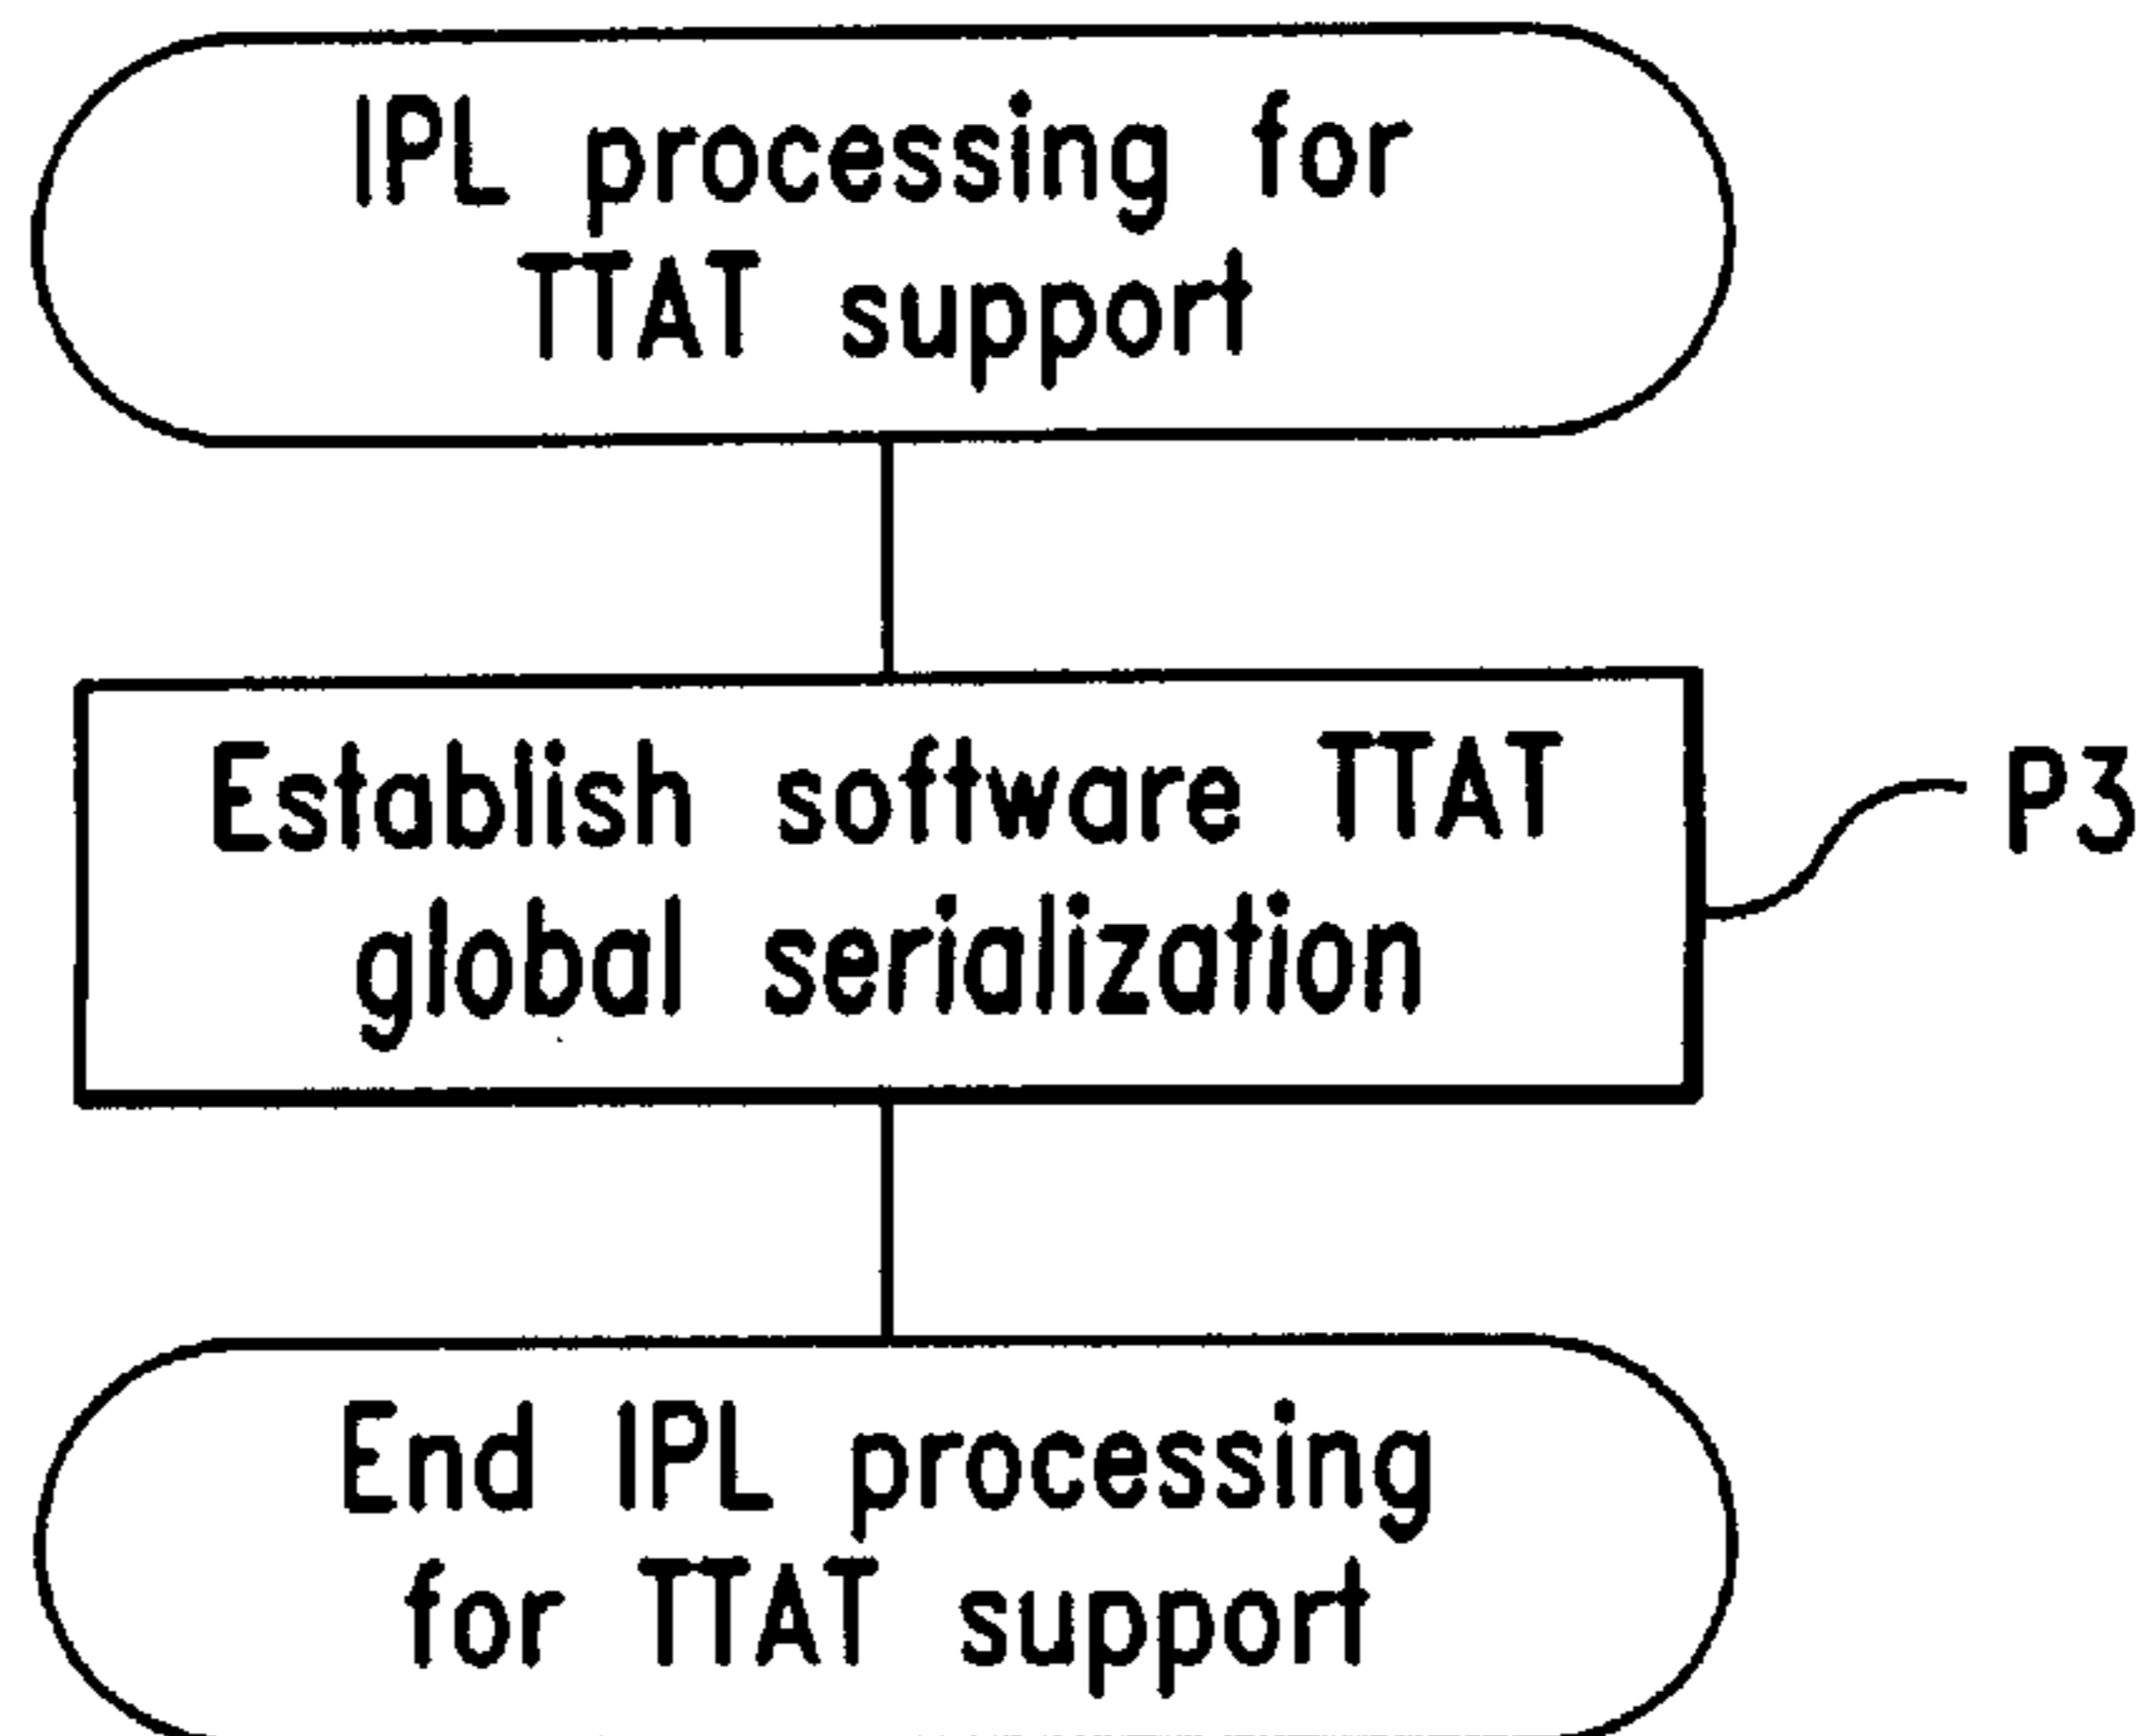 IPL processing for
TTAT support
Establish software TTAT
global serialization
P3
End IPL processing
for TTAT support